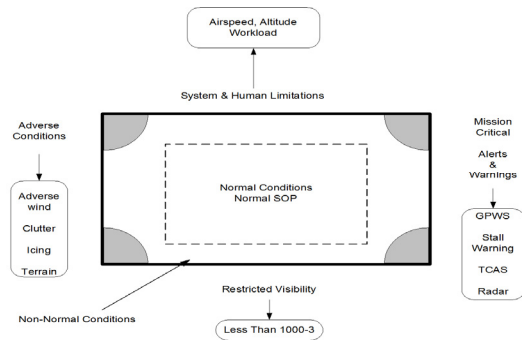 Airspeed, Altitude
Workload
System & Human Limitations
Adverse
Conditions
Adverse
wind
Clutter
Icing
Terrain
Normal Conditions
Normal SOP
Mission
Critical
Alerts
&
Warnings
GPWS
Stall
Warning
TCAS
Radar
Non-Normal Conditions
Restricted Visibility
Less Than 1000-3